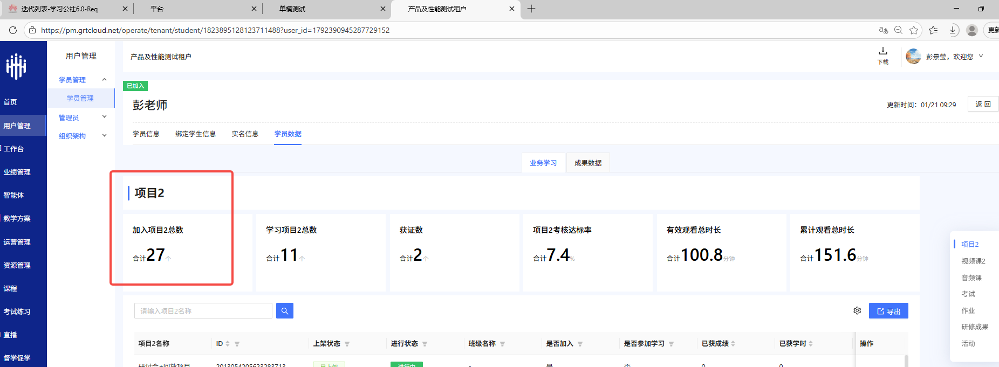 迭代列表-学习公社6.0-Req
平台
单楠测试
产品及性能测试租户
https://pm.grtcloud.net/operate/tenant/student/1823895128123711488?user_id=1792390945287729152
更新
首页
用户管理
工作台
业绩管理
智能体
教学方案
运营管理
资源管理
课程
考试练习
直播
督学促学
用户管理
学员管理
学员管理
管理员
组织架构
产品及性能测试租户
下载
彭景莹，欢迎您
已加入
彭老师
更新时间：01/21 09:29
返 回
学员信息 绑定学生信息 实名信息 学员数据
业务学习 成果数据
项目2
加入项目2总数
合计27个
学习项目2总数
合计11个
获证数
合计2个
项目2考核达标率
合计7.4%
有效观看总时长
合计100.8分钟
累计观看总时长
合计151.6分钟
请输入项目2名称
导出
项目2名称 ID 上架状态 进行状态 班级名称 是否加入 是否参加学习 已获成绩 已获学时 操作
研讨会+回放项目 2013054205623283713 已上架 进行中 - 是 否 0 0
项目2
视频课2
音频课
考试
作业
研修成果
活动